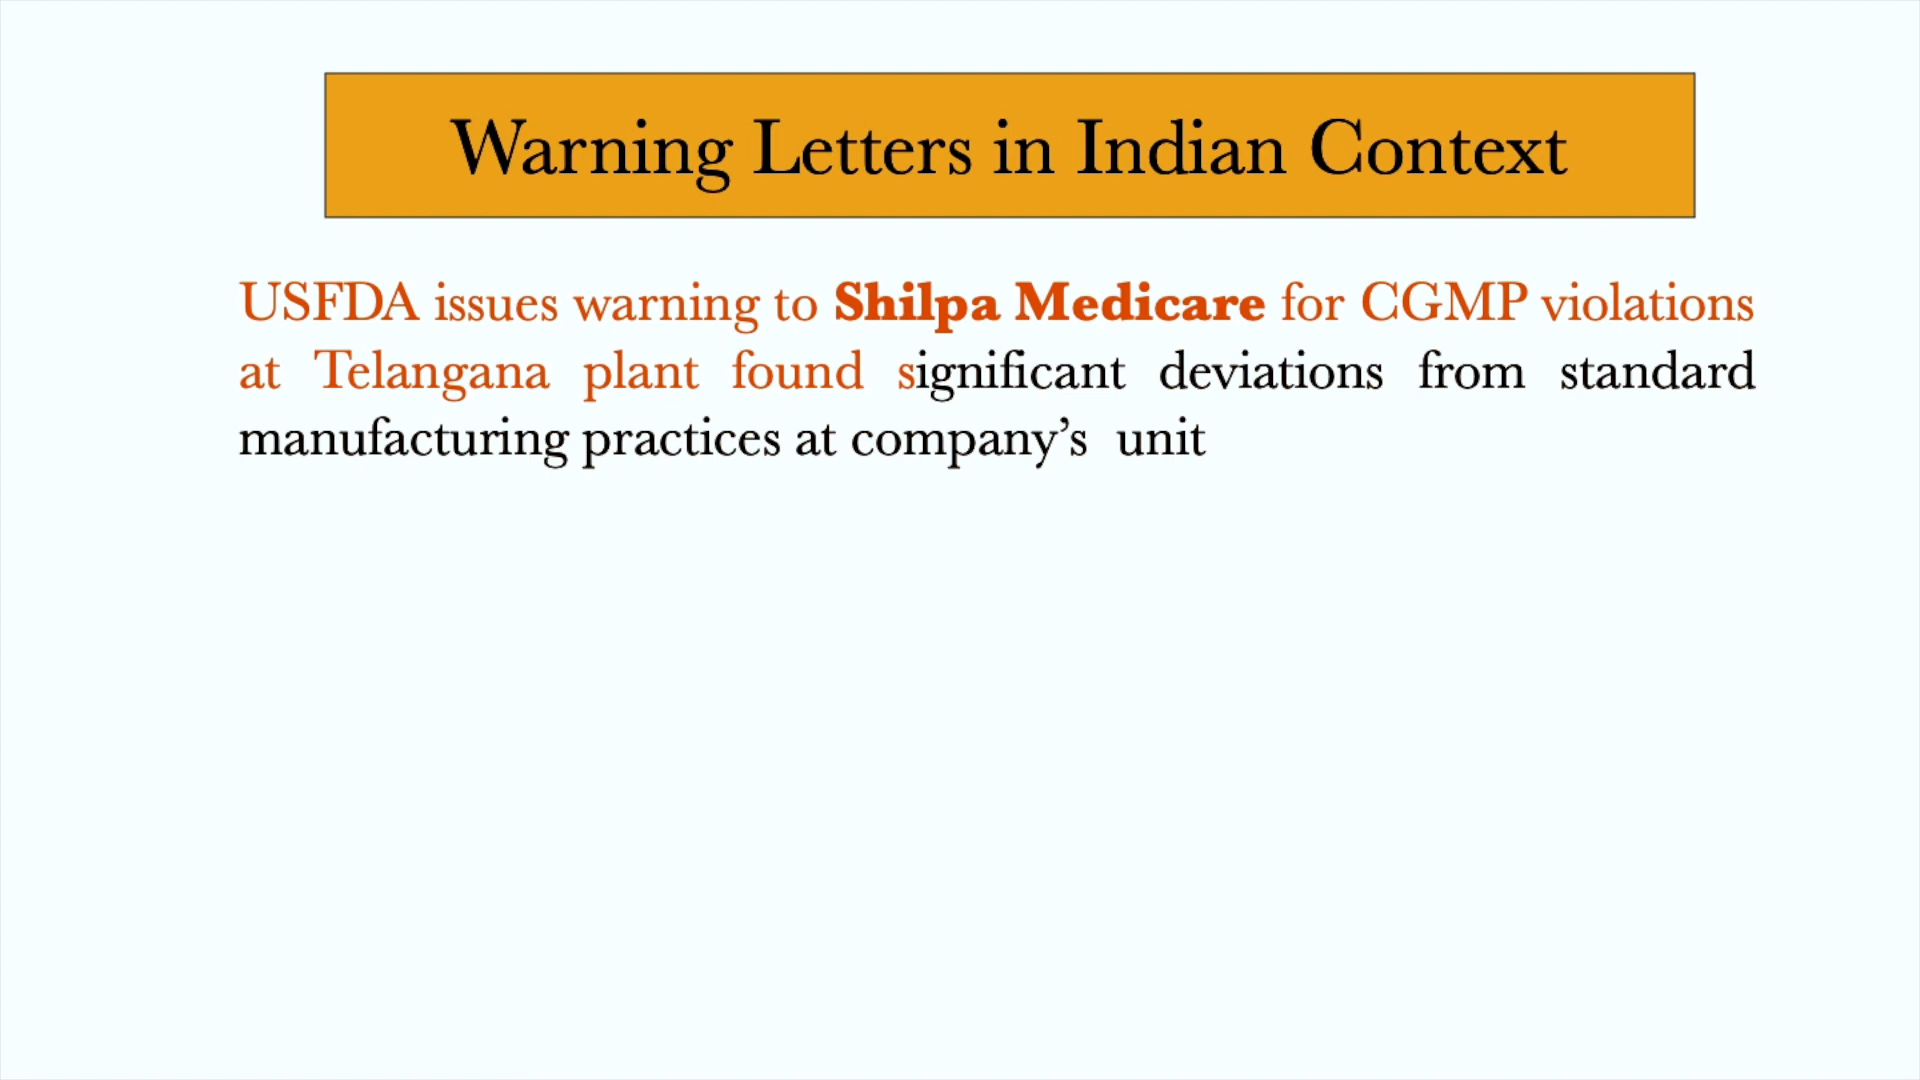 Warning Letters in Indian Context
USFDA issues warning to Shilpa Medicare for CGMP violations
at Telangana plant found significant deviations from standard
manufacturing practices at company’s unit